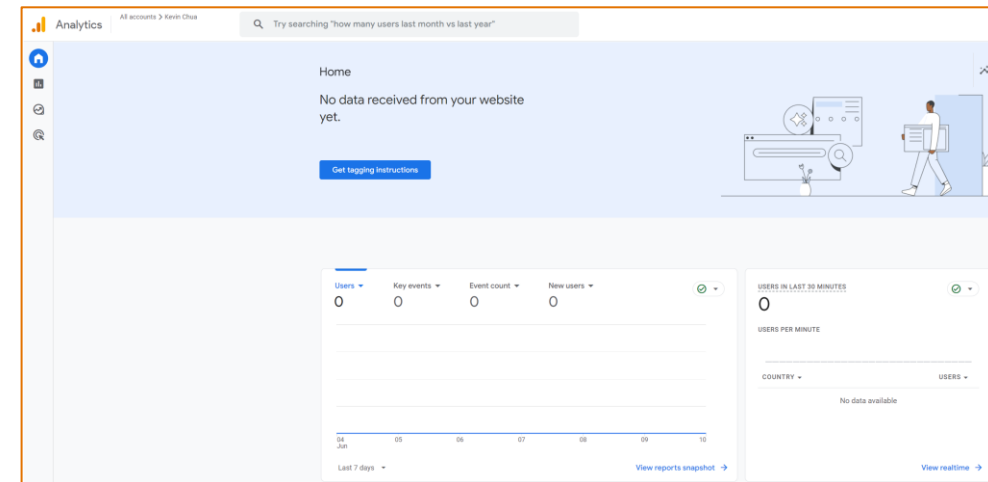 Analytics
All accounts > Kevin Chua
Try searching "how many users last month vs last year"
Home
No data received from your website
yet.
Get tagging instructions
Users Key events Event count New users
0 0 0 0
04 05 06 07 08 09 10
Jun
Last 7 days
View reports snapshot →
USERS IN LAST 30 MINUTES
0
USERS PER MINUTE
COUNTRY USERS
No data available
View realtime →